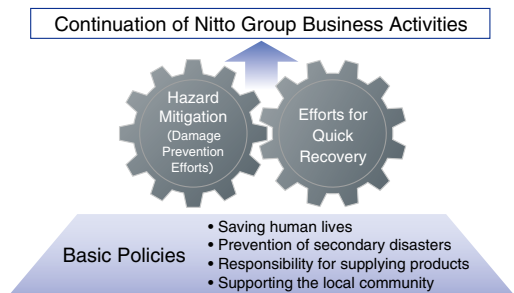 Continuation of Nitto Group Business Activities
Hazard
Mitigation
(Damage
Prevention
Efforts)
Efforts for
Quick
Recovery
Basic Policies
• Saving human lives
• Prevention of secondary disasters
• Responsibility for supplying products
• Supporting the local community